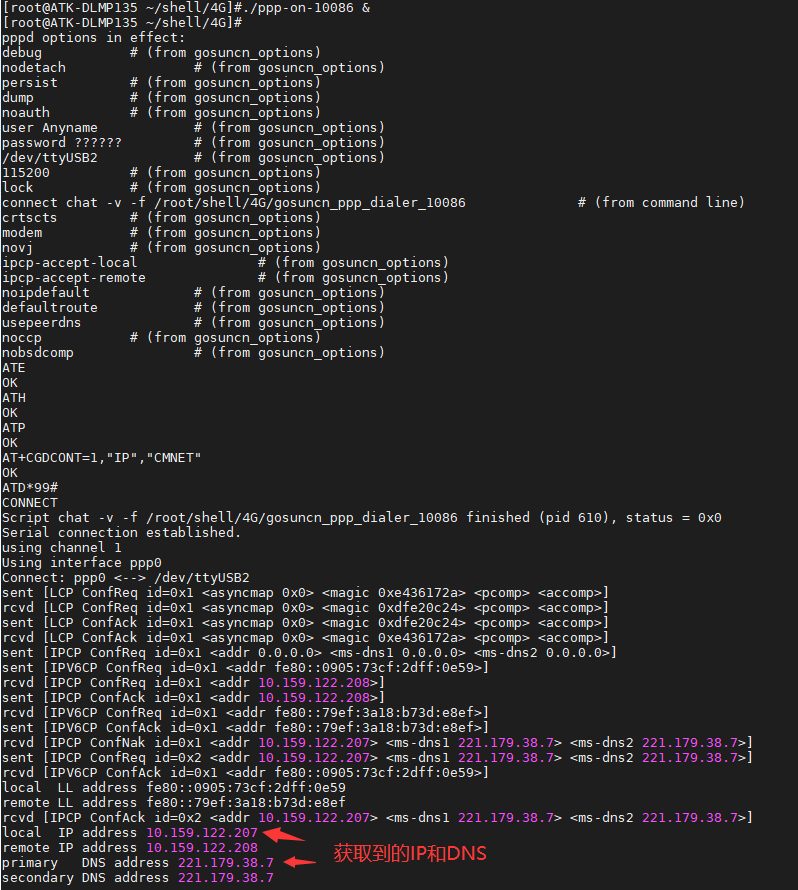 [root@ATK-DLMP135 ~/shell/4G]#./ppp-on-10086 &
[root@ATK-DLMP135 ~/shell/4G]#
pppd options in effect:
debug # (from gosuncn_options)
nodetach # (from gosuncn_options)
persist # (from gosuncn_options)
dump # (from gosuncn_options)
noauth # (from gosuncn_options)
user Anyname # (from gosuncn_options)
password ?????? # (from gosuncn_options)
/dev/ttyUSB2 # (from gosuncn_options)
115200 # (from gosuncn_options)
lock # (from gosuncn_options)
connect chat -v -f /root/shell/4G/gosuncn_ppp_dialer_10086 # (from command line)
crtscts # (from gosuncn_options)
modem # (from gosuncn_options)
novj # (from gosuncn_options)
ipcp-accept-local # (from gosuncn_options)
ipcp-accept-remote # (from gosuncn_options)
noipdefault # (from gosuncn_options)
defaultroute # (from gosuncn_options)
usepeerdns # (from gosuncn_options)
noccp # (from gosuncn_options)
nobsdcomp # (from gosuncn_options)
ATE
OK
ATH
OK
ATP
OK
AT+CGDCONT=1,"IP","CMNET"
OK
ATD*99#
CONNECT
Script chat -v -f /root/shell/4G/gosuncn_ppp_dialer_10086 finished (pid 610), status = 0x0
Serial connection established.
using channel 1
Using interface ppp0
Connect: ppp0 <--> /dev/ttyUSB2
sent [LCP ConfReq id=0x1 <asyncmap 0x0> <magic 0xe436172a> <pcomp> <accomp>]
rcvd [LCP ConfReq id=0x1 <asyncmap 0x0> <magic 0xdfe20c24> <pcomp> <accomp>]
sent [LCP ConfAck id=0x1 <asyncmap 0x0> <magic 0xdfe20c24> <pcomp> <accomp>]
rcvd [LCP ConfAck id=0x1 <asyncmap 0x0> <magic 0xe436172a> <pcomp> <accomp>]
sent [IPCP ConfReq id=0x1 <addr 0.0.0.0> <ms-dns1 0.0.0.0> <ms-dns2 0.0.0.0>]
sent [IPV6CP ConfReq id=0x1 <addr fe80::0905:73cf:2dff:0e59>]
rcvd [IPCP ConfReq id=0x1 <addr 10.159.122.208>]
sent [IPCP ConfAck id=0x1 <addr 10.159.122.208>]
rcvd [IPV6CP ConfReq id=0x1 <addr fe80::79ef:3a18:b73d:e8ef>]
sent [IPV6CP ConfAck id=0x1 <addr fe80::79ef:3a18:b73d:e8ef>]
rcvd [IPCP ConfNak id=0x1 <addr 10.159.122.207> <ms-dns1 221.179.38.7> <ms-dns2 221.179.38.7>]
sent [IPCP ConfReq id=0x2 <addr 10.159.122.207> <ms-dns1 221.179.38.7> <ms-dns2 221.179.38.7>]
rcvd [IPV6CP ConfAck id=0x1 <addr fe80::0905:73cf:2dff:0e59>]
local  LL address fe80::0905:73cf:2dff:0e59
remote LL address fe80::79ef:3a18:b73d:e8ef
rcvd [IPCP ConfAck id=0x2 <addr 10.159.122.207> <ms-dns1 221.179.38.7> <ms-dns2 221.179.38.7>]
local  IP address 10.159.122.207
remote IP address 10.159.122.208
获取到的IP和DNS
primary   DNS address 221.179.38.7
secondary DNS address 221.179.38.7